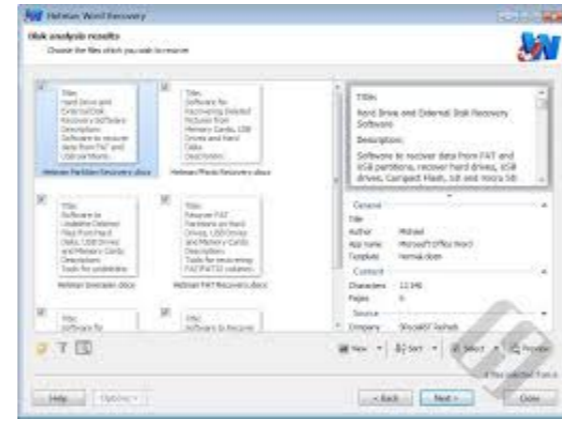 Hetman Word Recovery
Disk analysis results
Choose the files which you wish to recover
Title:
Hard Drive and
External Disk
Recovery Software
Description:
Software to recover
data from FAT and
USB partitions,
Hetman Partition Recovery.docx
Title:
Software for
Recovering Deleted
Pictures from
Memory Cards, USB
Drives and Hard
Disks
Description:
Hetman Photo Recovery.docx
Title:
Software to
Undelete Deleted
Files from Hard
Disks, USB Drives
and Memory Cards
Description:
Tools for undeleting
Hetman Uneraser.docx
Title:
Recover FAT
Partitions on Hard
Drives, USB Drives
and Memory Cards
Description:
Tools for recovering
FAT/FAT32 volumes,
Hetman FAT Recovery.docx
Title:
Software for
Title:
Software to Recover
Title:
Hard Drive and External Disk Recovery
Software
Description:
Software to recover data from FAT and
USB partitions, recover hard drives, USB
drives, Compact Flash, SD and micro SD
General
Title
Author Michael
App name Microsoft Office Word
Template Normal.dotm
Content
Characters
Pages 6
Source
Company
View
Sort
Select
Preview
Help
Options
< Back
Next >
Close